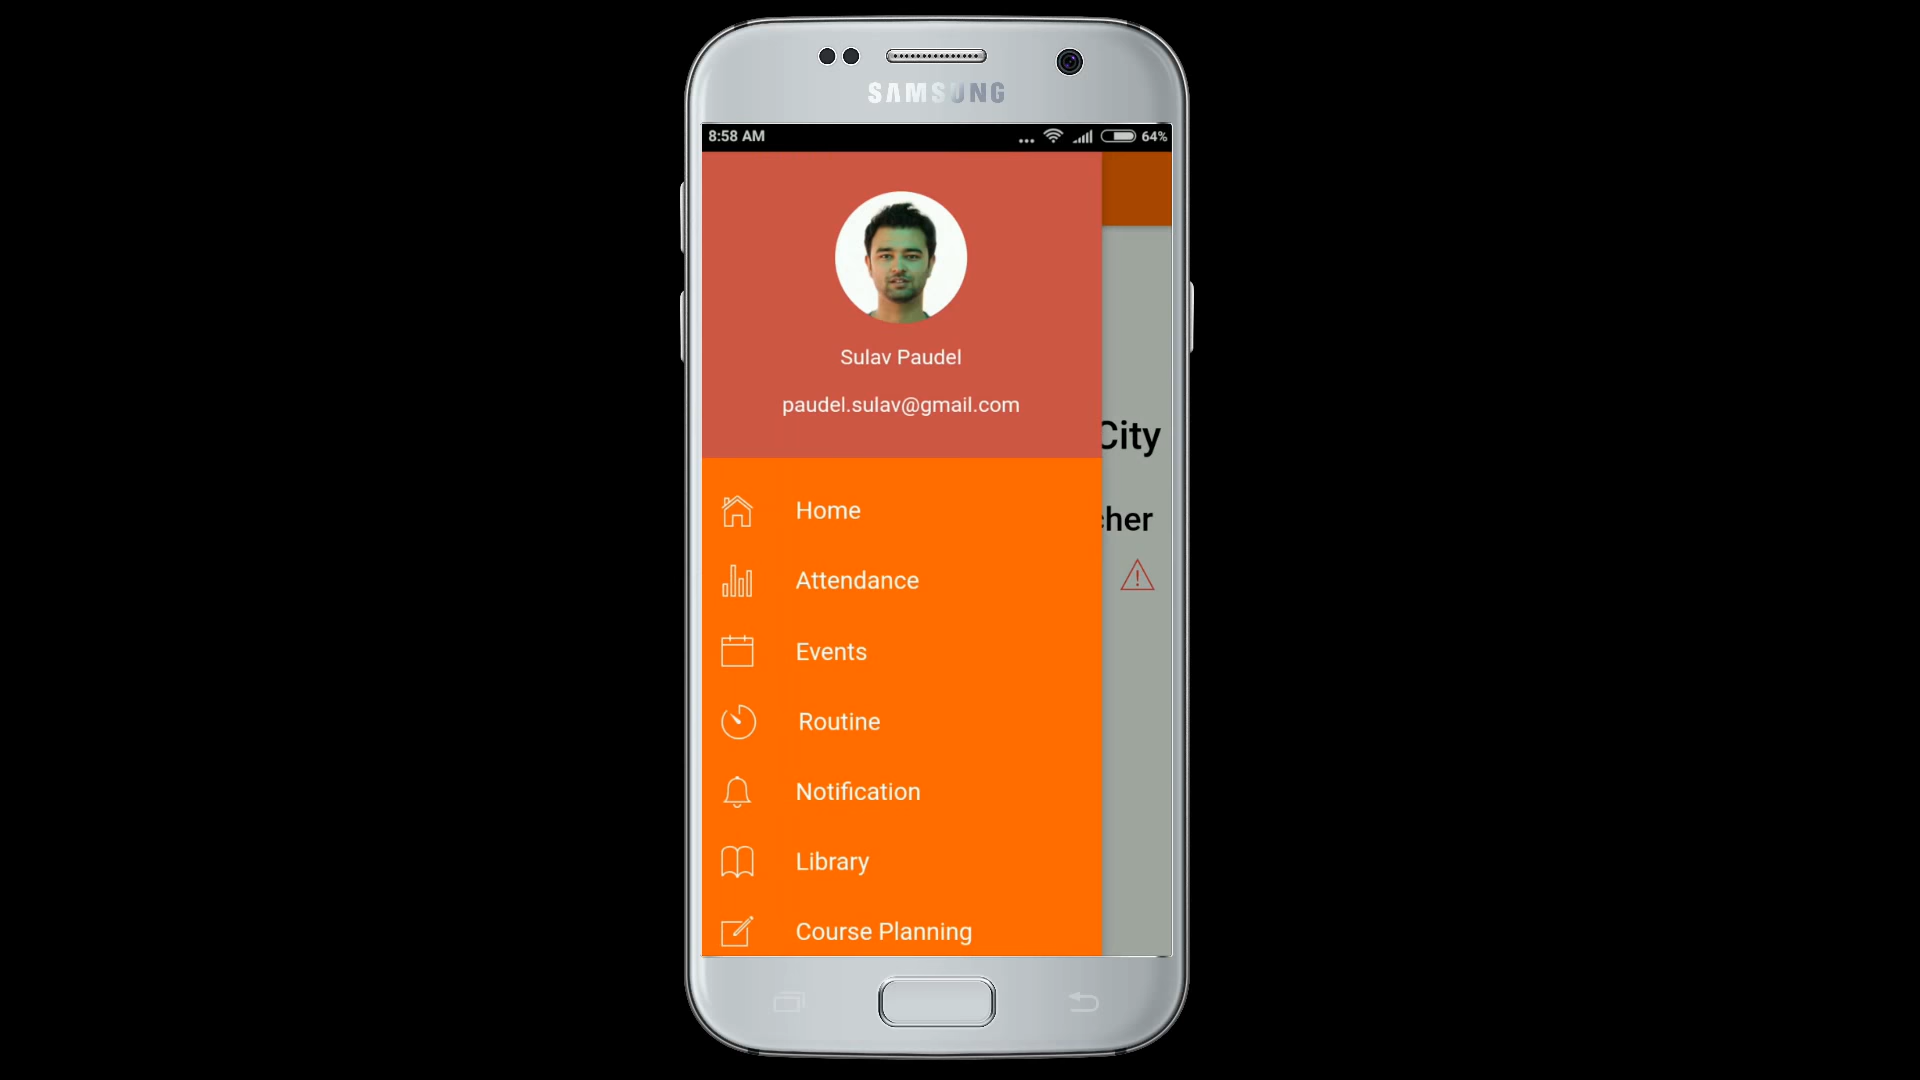 SAMSUNG
8:58 AM
64%
Sulav Paudel
paudel.sulav@gmail.com
City
cher
Home
Attendance
Events
Routine
Notification
Library
Course Planning